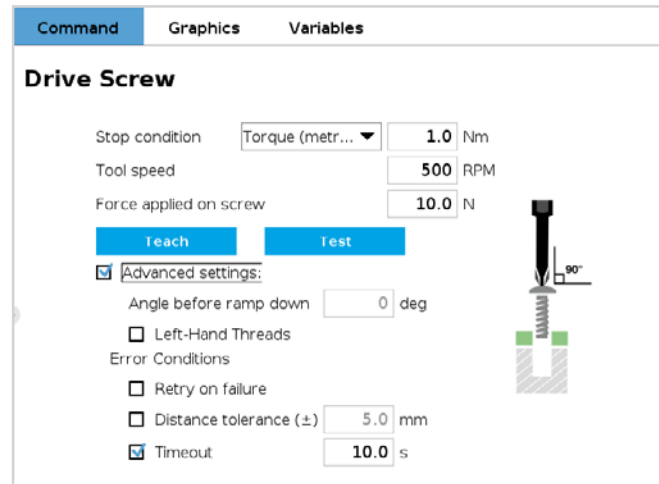 Command Graphics Variables
Drive Screw
Stop condition Torque (metr... 1.0 Nm
Tool speed 500 RPM
Force applied on screw 10.0 N
Teach Test
Advanced settings:
90°
Angle before ramp down 0 deg
Left-Hand Threads
Error Conditions
Retry on failure
Distance tolerance (±) 5.0 mm
Timeout 10.0 s